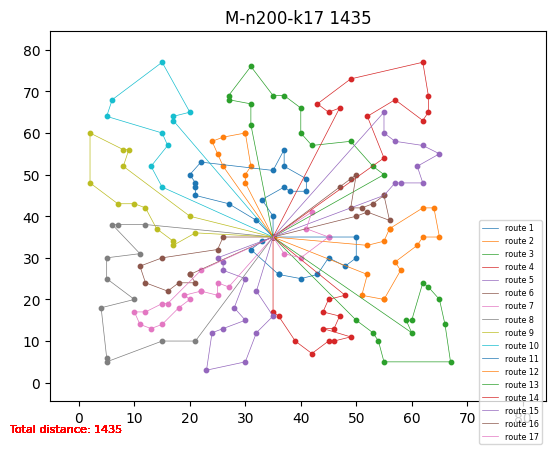 M-n200-k17 1435
80
70
60
50
40
30
20
10
0
0 10 20 30 40 50 60 70 80
route 1
route 2
route 3
route 4
route 5
route 6
route 7
route 8
route 9
route 10
route 11
route 12
route 13
route 14
route 15
route 16
route 17
Total distance: 1435